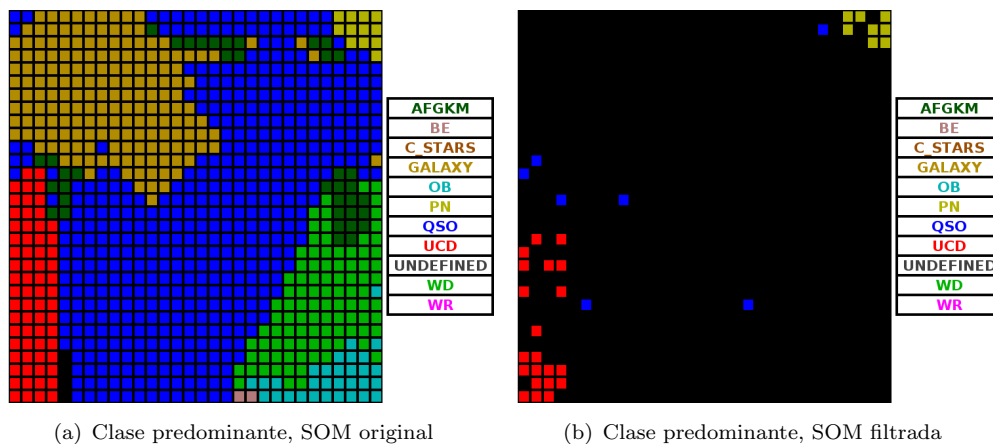 AFGKM
BE
C_STARS
GALAXY
OB
PN
QSO
UCD
UNDEFINED
WD
WR
AFGKM
BE
C_STARS
GALAXY
OB
PN
QSO
UCD
UNDEFINED
WD
WR
(a) Clase predominante, SOM original
(b) Clase predominante, SOM filtrada